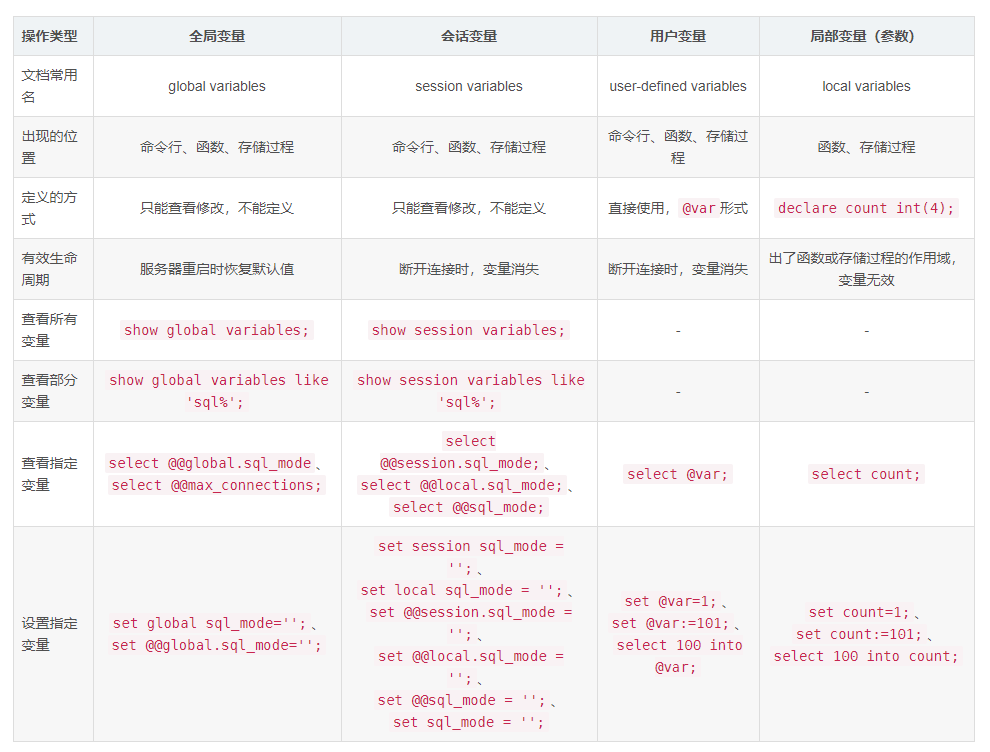 操作类型 全局变量 会话变量 用户变量 局部变量（参数）
文档常用
名
global variables
session variables
user-defined variables
local variables
出现的位
置
命令行、函数、存储过程
命令行、函数、存储过程
命令行、函数、存储过
程
函数、存储过程
定义的方
式
只能查看修改，不能定义
只能查看修改，不能定义
直接使用，@var形式
declare count int(4);
有效生命
周期
服务器重启时恢复默认值
断开连接时，变量消失
断开连接时，变量消失
出了函数或存储过程的作用域，
变量无效
查看所有
变量
show global variables;
show session variables;
-
-
查看部分
变量
show global variables like
'sql%';
show session variables like
'sql%';
-
-
查看指定
变量
select @@global.sql_mode、
select @@max_connections;
select
@@session.sql_mode;、
select @@local.sql_mode;、
select @@sql_mode;
select @var;
select count;
设置指定
变量
set global sql_mode='';、
set @@global.sql_mode='';
set session sql_mode =
'';、
set local sql_mode = '';、
set @@session.sql_mode =
'';、
set @@local.sql_mode =
'';、
set @@sql_mode = '';、
set sql_mode = '';
set @var=1;、
set @var:=101;、
select 100 into
@var;
set count=1;、
set count:=101;、
select 100 into count;